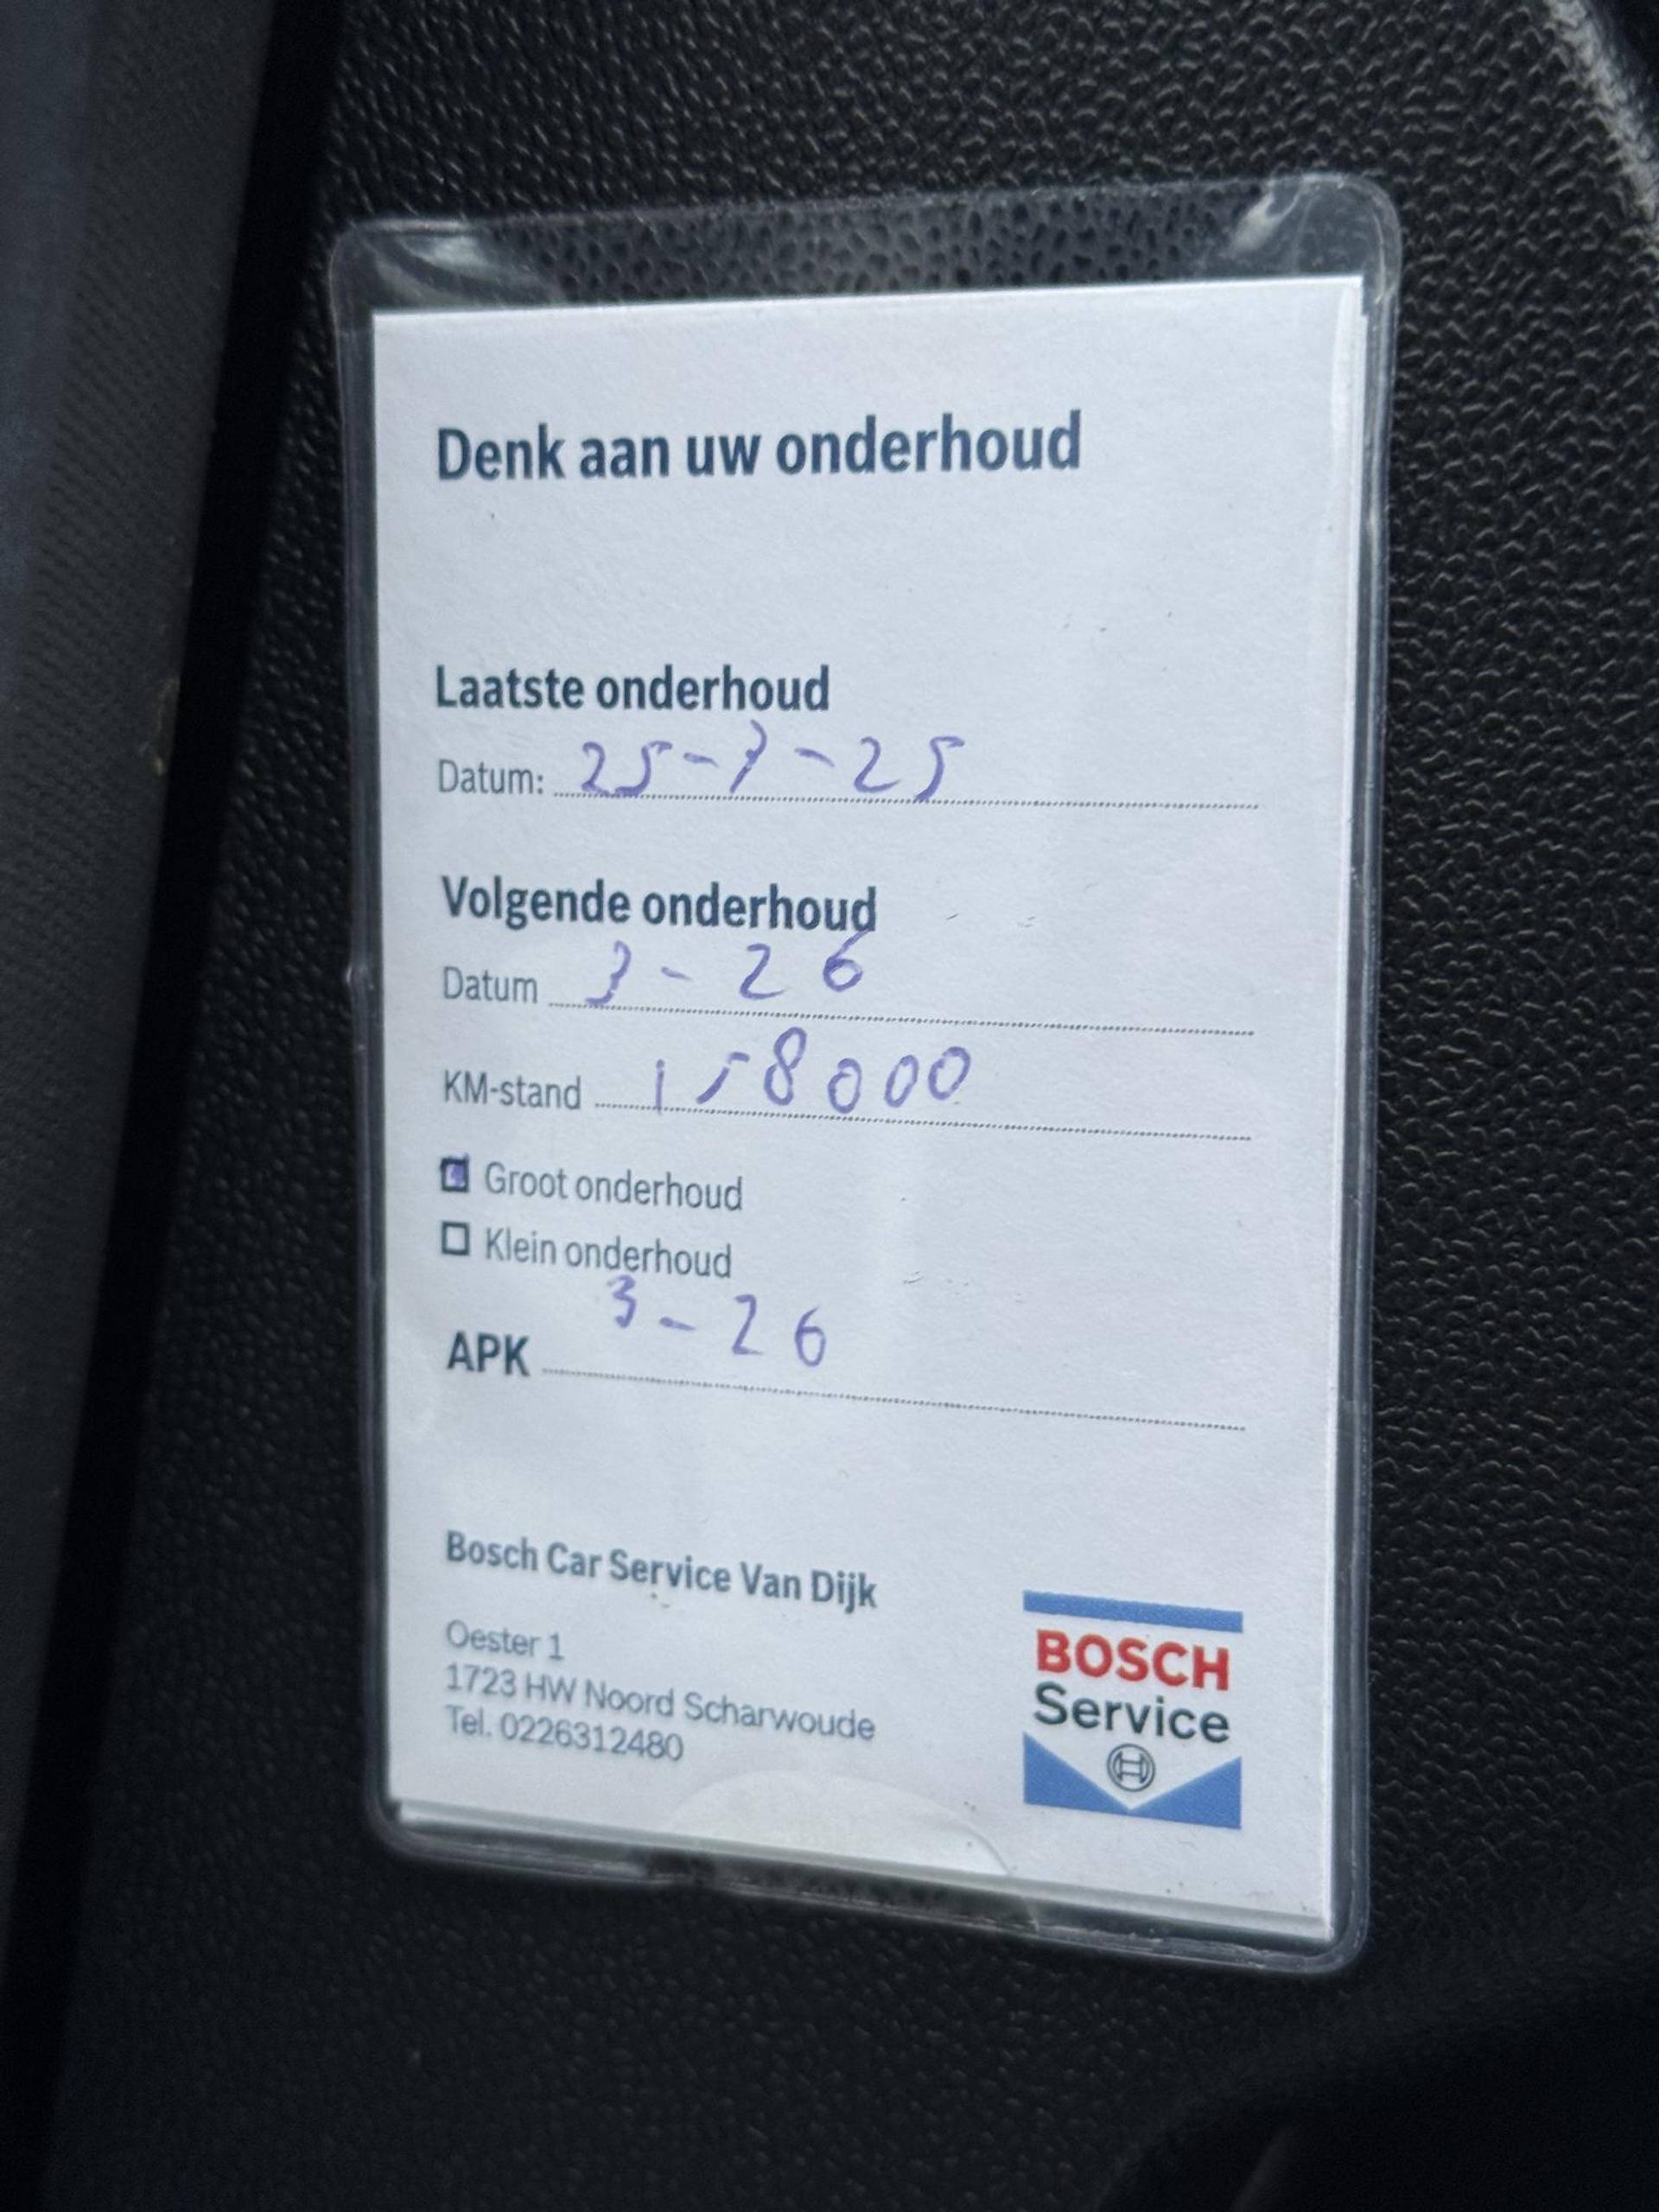 Denk aan uw onderhoud
Laatste onderhoud
Datum: 25-7-25
Volgende onderhoud
Datum 3-26
KM-stand 158000
Groot onderhoud
Klein onderhoud
APK 3-26
Bosch Car Service Van Dijk
Oester 1
1723 HW Noord Scharwoude
Tel. 0226312480
BOSCH
Service